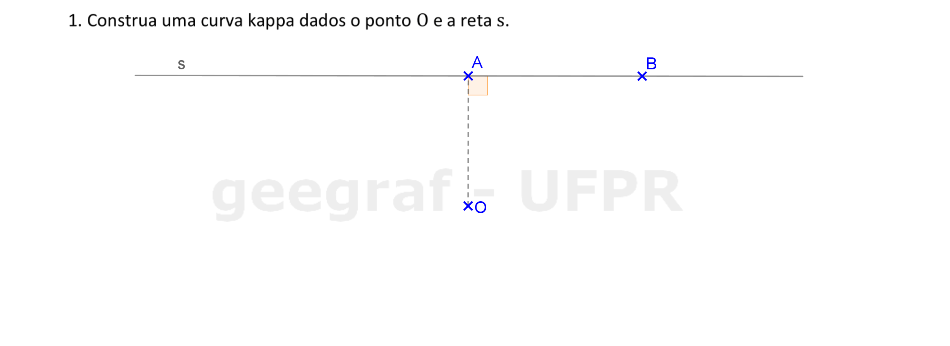 1. Construa uma curva kappa dados o ponto O e a reta s.
s
A
B
geegraf - UFPR
O